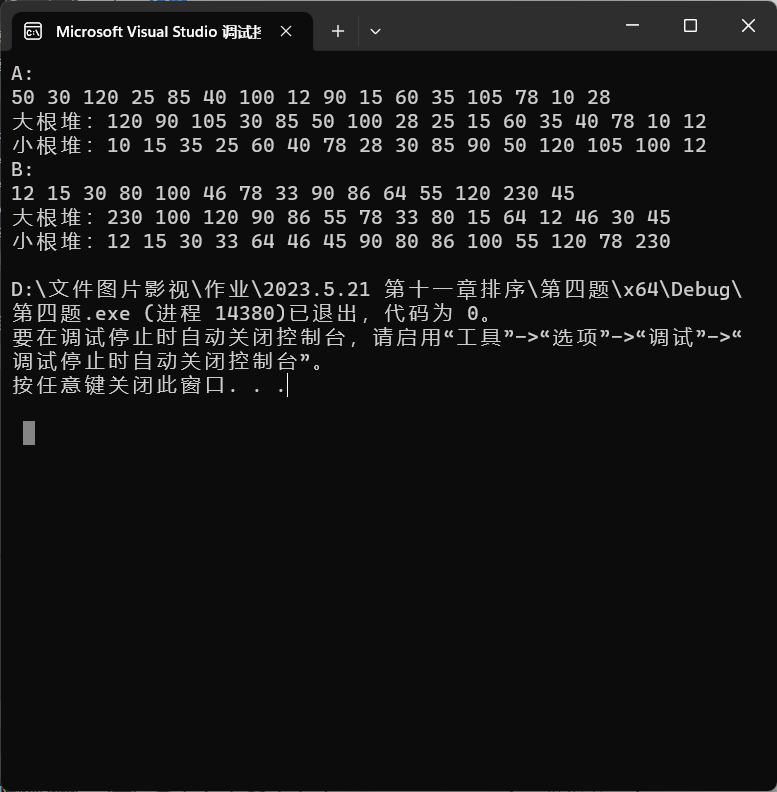 Microsoft Visual Studio 调试
A:
50 30 120 25 85 40 100 12 90 15 60 35 105 78 10 28
大根堆: 120 90 105 30 85 50 100 28 25 15 60 35 40 78 10 12
小根堆: 10 15 35 25 60 40 78 28 30 85 90 50 120 105 100 12
B:
12 15 30 80 100 46 78 33 90 86 64 55 120 230 45
大根堆: 230 100 120 90 86 55 78 33 80 15 64 12 46 30 45
小根堆: 12 15 30 33 64 46 45 90 80 86 100 55 120 78 230
D:\文件图片影视\作业\2023.5.21 第十一章排序\第四题\x64\Debug\
第四题.exe (进程 14380)已退出，代码为 0。
要在调试停止时自动关闭控制台，请启用“工具”->“选项”->“调试”->“
调试停止时自动关闭控制台”。
按任意键关闭此窗口. . .